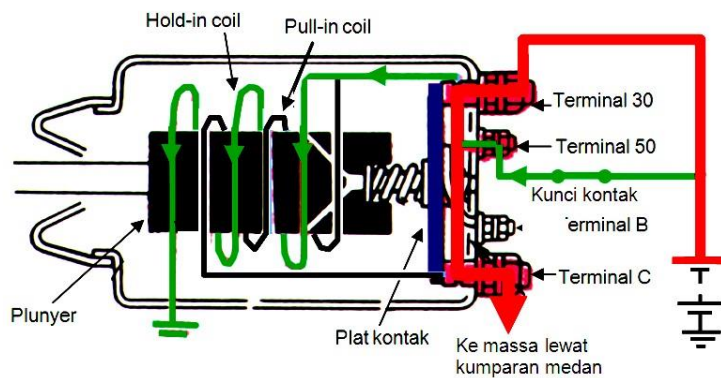 Hold-in coil
Pull-in coil
Terminal 30
Terminal 50
Kunci kontak
Terminal B
Terminal C
Plunyer
Plat kontak
Ke massa lewat
kumparan medan